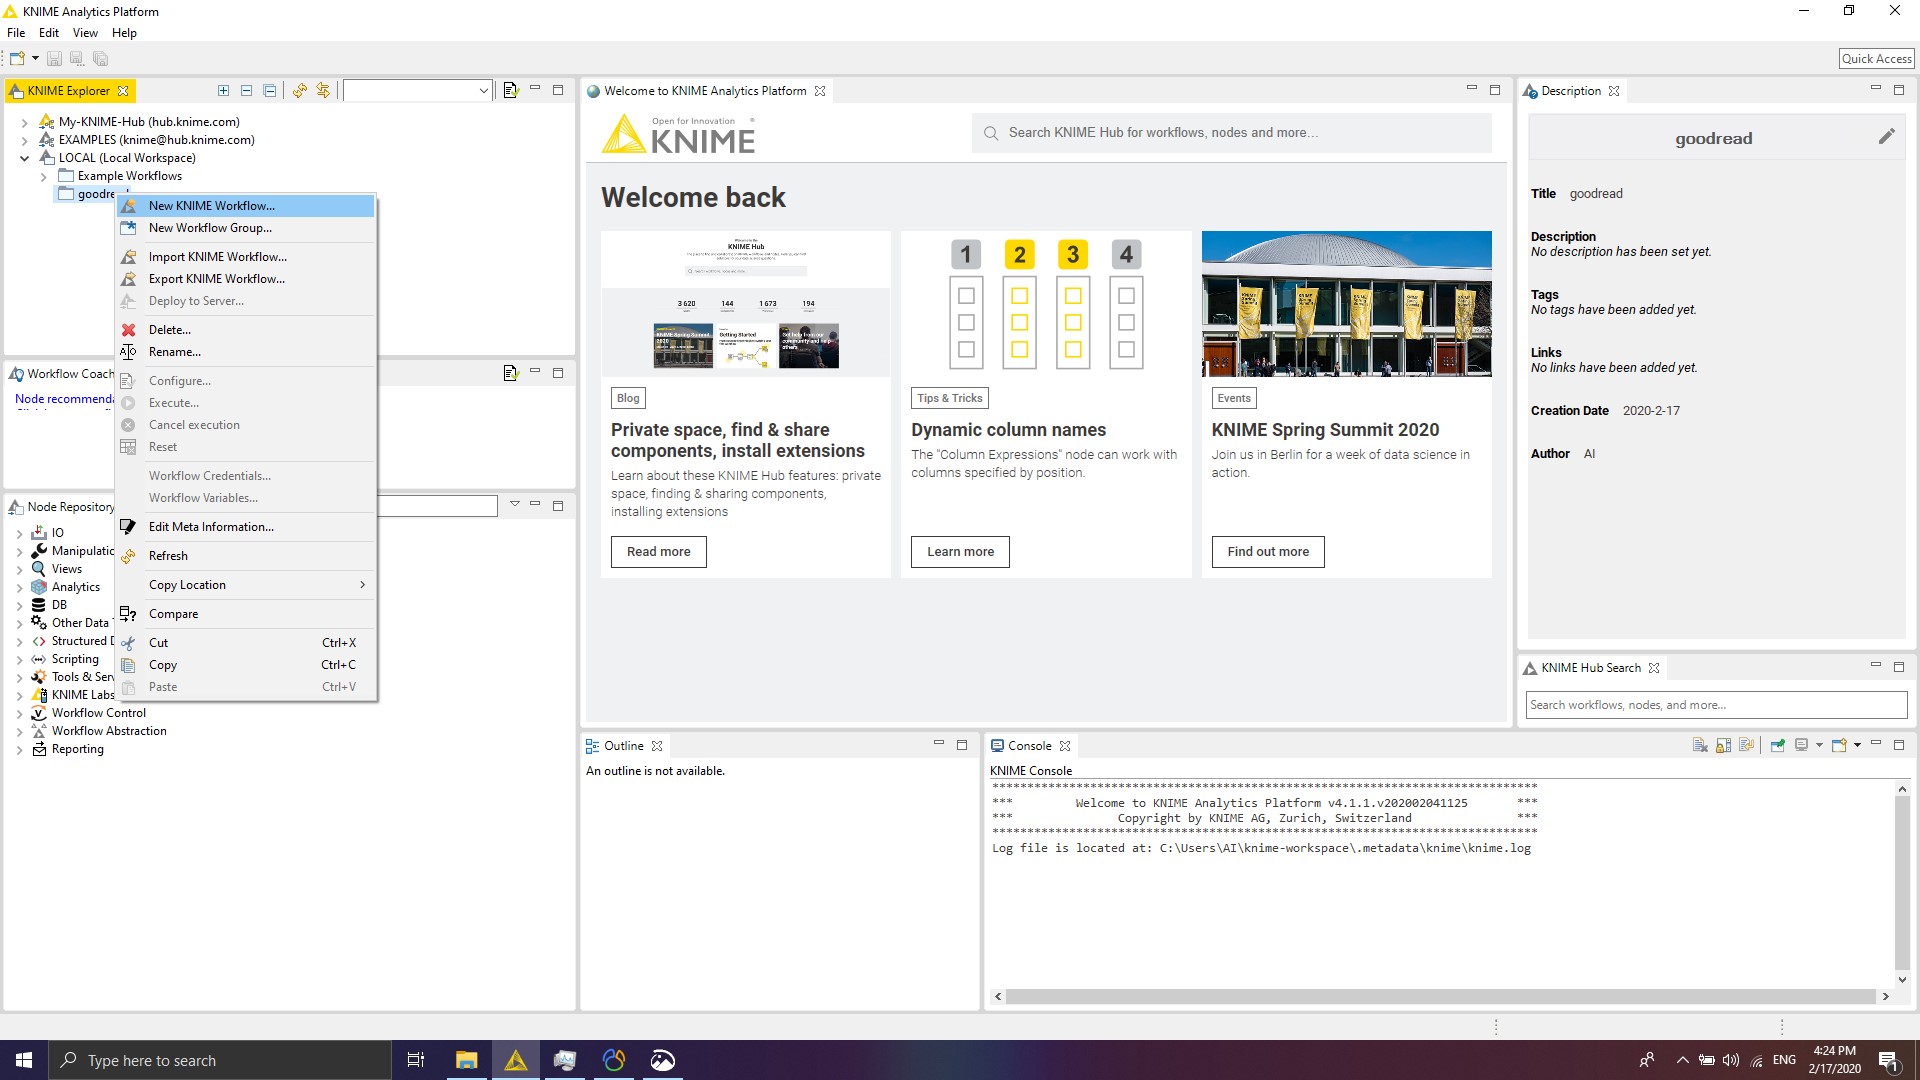 KNIME Analytics Platform
File Edit View Help
Quick Access
KNIME Explorer
My-KNIME-Hub (hub.knime.com)
EXAMPLES (knime@hub.knime.com)
LOCAL (Local Workspace)
Example Workflows
goodread
New KNIME Workflow...
New Workflow Group...
Import KNIME Workflow...
Export KNIME Workflow...
Deploy to Server...
Delete...
Rename...
Configure...
Execute...
Cancel execution
Reset
Workflow Credentials...
Workflow Variables...
Edit Meta Information...
Refresh
Copy Location
Compare
Cut Ctrl+X
Copy Ctrl+C
Paste Ctrl+V
Workflow Coach
Node recommenda
Node Repository
IO
Manipulatic
Views
Analytics
DB
Other Data
Structured D
Scripting
Tools & Serv
KNIME Labs
Workflow Control
Workflow Abstraction
Reporting
Welcome to KNIME Analytics Platform
Open for Innovation
KNIME
Search KNIME Hub for workflows, nodes and more...
Welcome back
KNIME Hub
3 620 144 1 673 194
Getting Started
1 2 3 4
Blog
Private space, find & share
components, install extensions
Learn about these KNIME Hub features: private
space, finding & sharing components,
installing extensions
Read more
Tips & Tricks
Dynamic column names
The "Column Expressions" node can work with
columns specified by position.
Learn more
Events
KNIME Spring Summit 2020
Join us in Berlin for a week of data science in
action.
Find out more
Description
goodread
Title goodread
Description
No description has been set yet.
Tags
No tags have been added yet.
Links
No links have been added yet.
Creation Date 2020-2-17
Author AI
KNIME Hub Search
Search workflows, nodes, and more...
Outline
An outline is not available.
Console
KNIME Console
******************************************************************************
*** Welcome to KNIME Analytics Platform v4.1.1.v202002041125 ***
*** Copyright by KNIME AG, Zurich, Switzerland ***
******************************************************************************
Log file is located at: C:\Users\AI\knime-workspace\.metadata\knime\knime.log
Type here to search
ENG
4:24 PM
2/17/2020
1